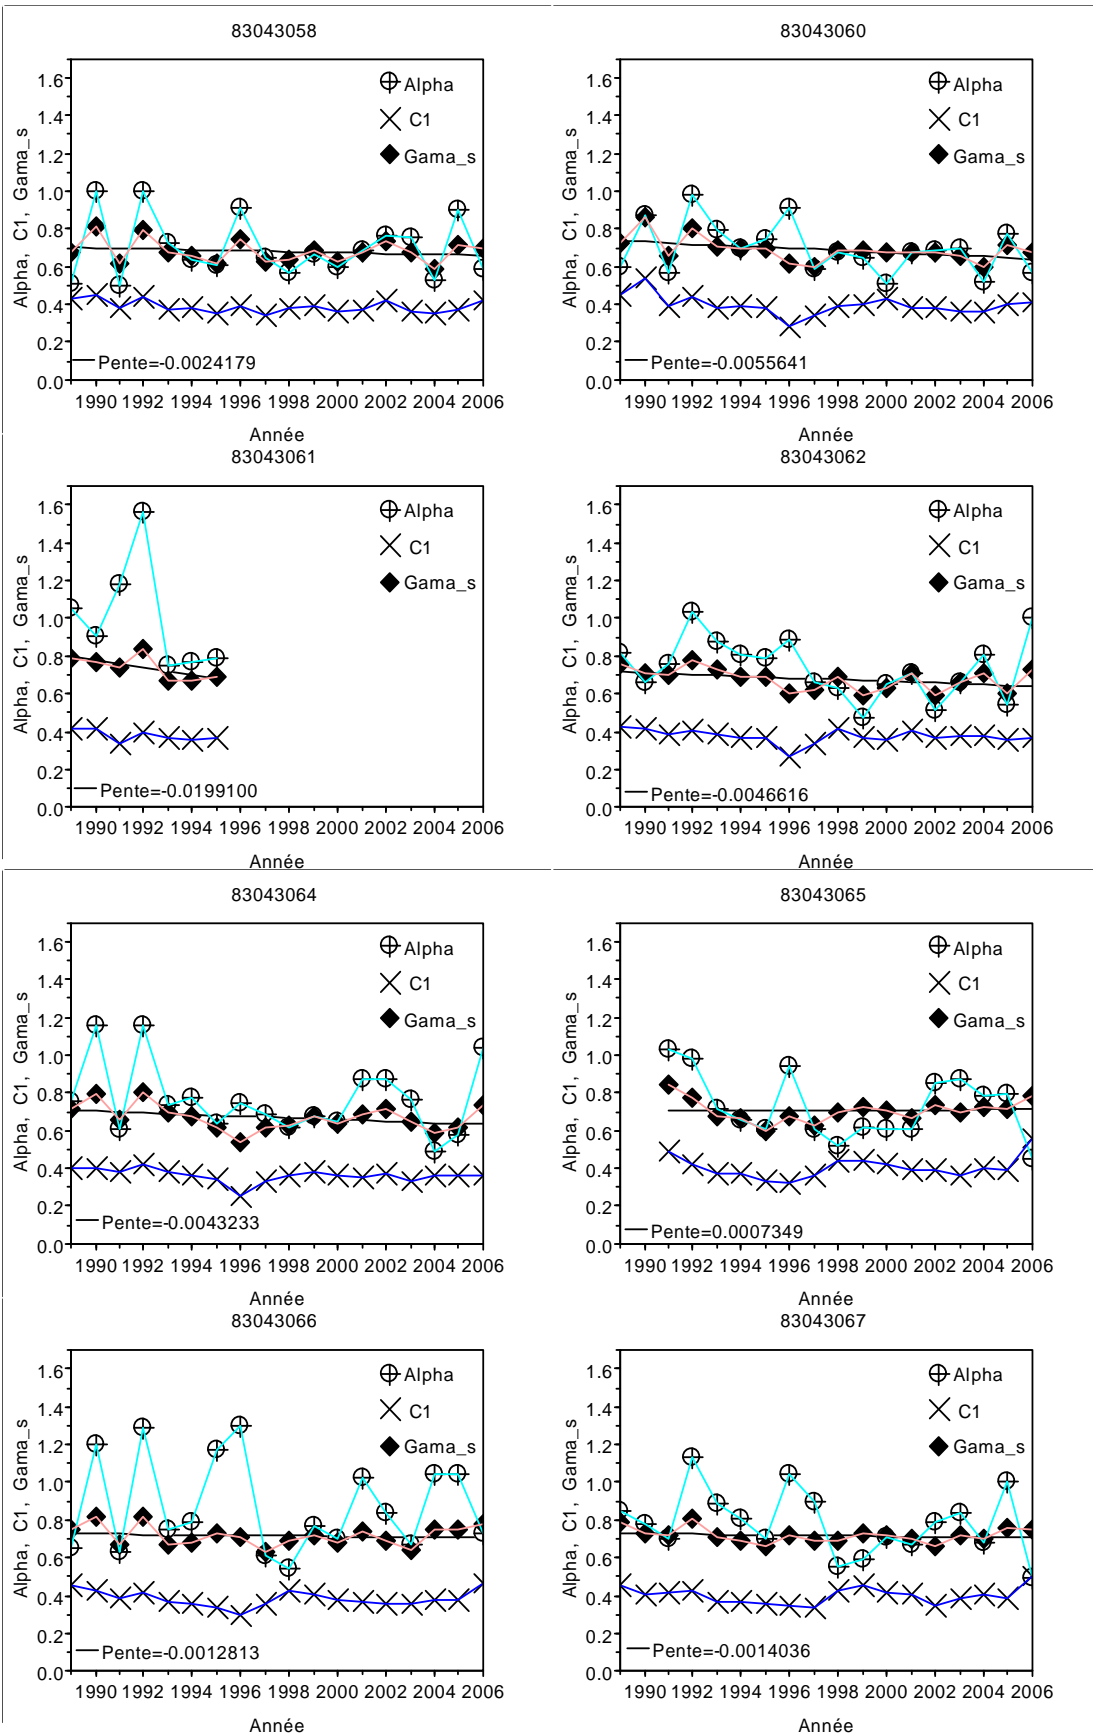 83043058
1.6
1.4
1.2
1.0
0.8
0.6
0.4
0.2
0.0
Alpha, C1, Gama_s
Alpha
C1
Gama_s
Pente=-0.0024179
1990 1992 1994 1996 1998 2000 2002 2004 2006
Année
83043060
1.6
1.4
1.2
1.0
0.8
0.6
0.4
0.2
0.0
Alpha, C1, Gama_s
Alpha
C1
Gama_s
Pente=-0.0055641
1990 1992 1994 1996 1998 2000 2002 2004 2006
Année
83043061
1.6
1.4
1.2
1.0
0.8
0.6
0.4
0.2
0.0
Alpha, C1, Gama_s
Alpha
C1
Gama_s
Pente=-0.0199100
1990 1992 1994 1996 1998 2000 2002 2004 2006
Année
83043062
1.6
1.4
1.2
1.0
0.8
0.6
0.4
0.2
0.0
Alpha, C1, Gama_s
Alpha
C1
Gama_s
Pente=-0.0046616
1990 1992 1994 1996 1998 2000 2002 2004 2006
Année
83043064
1.6
1.4
1.2
1.0
0.8
0.6
0.4
0.2
0.0
Alpha, C1, Gama_s
Alpha
C1
Gama_s
Pente=-0.0043233
1990 1992 1994 1996 1998 2000 2002 2004 2006
Année
83043065
1.6
1.4
1.2
1.0
0.8
0.6
0.4
0.2
0.0
Alpha, C1, Gama_s
Alpha
C1
Gama_s
Pente=0.0007349
1990 1992 1994 1996 1998 2000 2002 2004 2006
Année
83043066
1.6
1.4
1.2
1.0
0.8
0.6
0.4
0.2
0.0
Alpha, C1, Gama_s
Alpha
C1
Gama_s
Pente=-0.0012813
1990 1992 1994 1996 1998 2000 2002 2004 2006
Année
83043067
1.6
1.4
1.2
1.0
0.8
0.6
0.4
0.2
0.0
Alpha, C1, Gama_s
Alpha
C1
Gama_s
Pente=-0.0014036
1990 1992 1994 1996 1998 2000 2002 2004 2006
Année